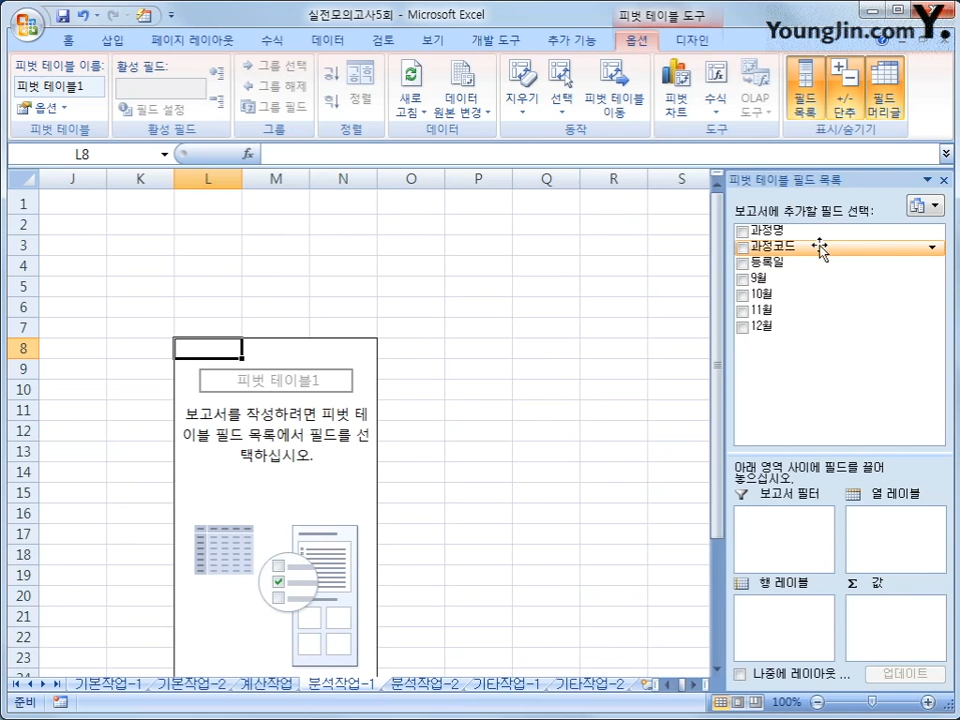 실전모의고사5회 - Microsoft Excel
피벗 테이블 도구
YoungJin.com Y.
홈 삽입 페이지 레이아웃 수식 데이터 검토 보기 개발 도구 추가 기능 옵션 디자인
피벗 테이블 이름:
피벗 테이블1
옵션
피벗 테이블
활성 필드:
필드 설정
활성 필드
그룹 선택
그룹 해제
그룹 필드
그룹
정렬
정렬
새로 고침
데이터 원본 변경
데이터
지우기
선택
피벗 테이블 이동
동작
피벗 차트
수식
OLAP 도구
도구
필드 목록
+/- 단추
필드 머리글
표시/숨기기
L8
fx
J K L M N O P Q R S
1
2
3
4
5
6
7
8
9
10
11
12
13
14
15
16
17
18
19
20
21
22
23
피벗 테이블1
보고서를 작성하려면 피벗 테
이블 필드 목록에서 필드를 선
택하십시오.
피벗 테이블 필드 목록
보고서에 추가할 필드 선택:
과정명
과정코드
등록일
9월
10월
11월
12월
아래 영역 사이에 필드를 끌어
놓으십시오.
보고서 필터
열 레이블
행 레이블
Σ 값
나중에 레이아웃 ...
업데이트
기본작업-1 기본작업-2 계산작업 분석작업-1 분석작업-2 기타작업-1 기타작업-2
준비
100%